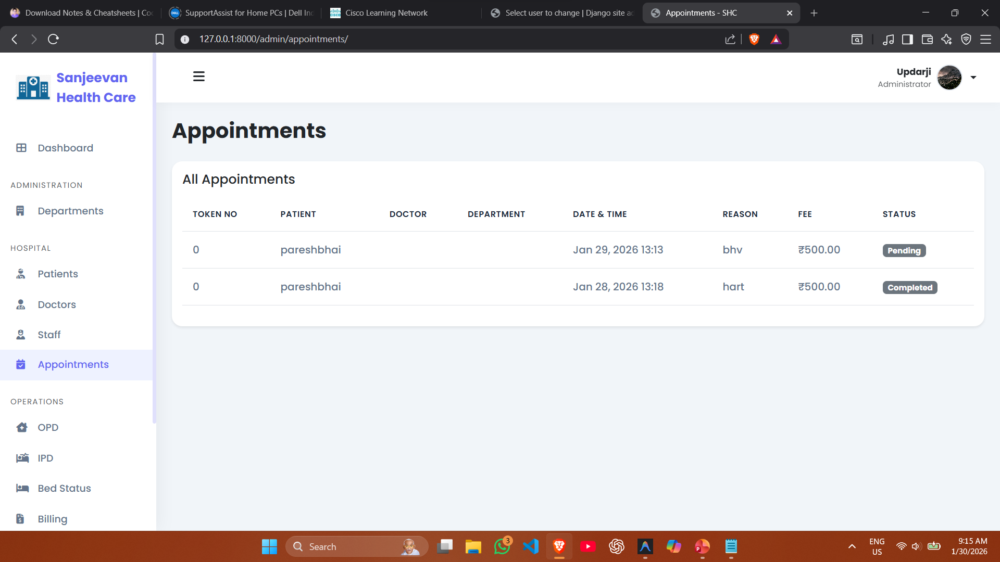 Download Notes & Cheatsheets | Co
SupportAssist for Home PCs | Dell In
Cisco Learning Network
Select user to change | Django site a
Appointments - SHC
127.0.0.1:8000/admin/appointments/
Sanjeevan
Health Care
Updarji
Administrator
Dashboard
ADMINISTRATION
Departments
HOSPITAL
Patients
Doctors
Staff
Appointments
OPERATIONS
OPD
IPD
Bed Status
Billing
Appointments
All Appointments
TOKEN NO PATIENT DOCTOR DEPARTMENT DATE & TIME REASON FEE STATUS
0 pareshbhai Jan 29, 2026 13:13 bhv ₹500.00 Pending
0 pareshbhai Jan 28, 2026 13:18 hart ₹500.00 Completed
Search
3
ENG
US
9:15 AM
1/30/2026